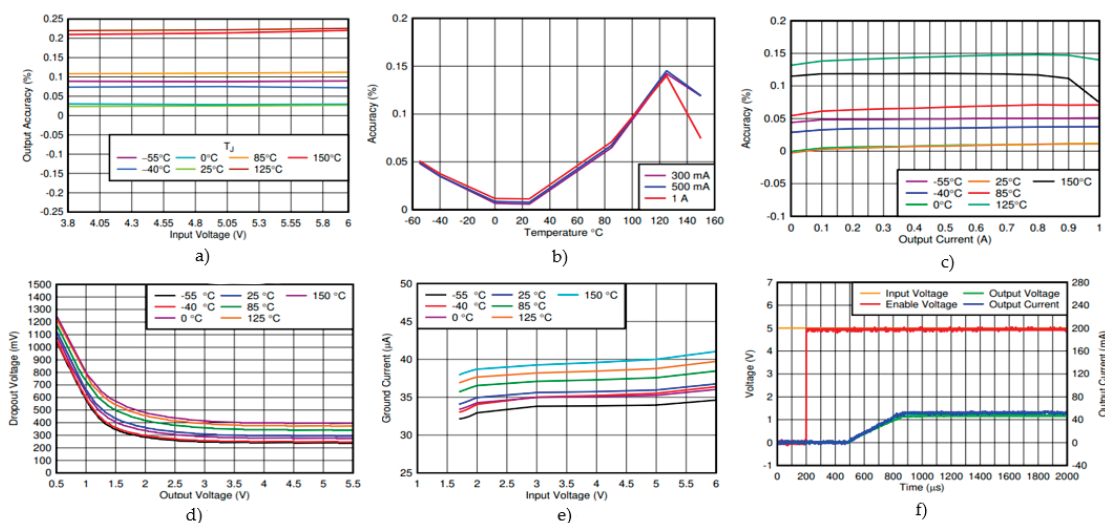 Output Accuracy (%)
0.25
0.2
0.15
0.1
0.05
0
0.05
0.1
0.15
0.2
0.25
TJ
–55°C 0°C 85°C 150°C
–40°C 25°C 125°C
3.8 4.05 4.3 4.55 4.8 5.05 5.3 5.55 5.8 6
Input Voltage (V)
a)
Accuracy (%)
0.2
0.15
0.1
0.05
0
300 mA
500 mA
1 A
-60 -40 -20 0 20 40 60 80 100 120 140 160
Temperature °C
b)
Accuracy (%)
0.2
0.15
0.1
0.05
0
-0.05
-0.1
-55°C 25°C 150°C
-40°C 85°C
0°C 125°C
0 0.1 0.2 0.3 0.4 0.5 0.6 0.7 0.8 0.9 1
Output Current (A)
c)
Dropout Voltage (mV)
1500
1400
1300
1200
1100
1000
900
800
700
600
500
400
300
200
100
0
-55 °C 25 °C 150 °C
-40 °C 85 °C
0 °C 125 °C
0.5 1 1.5 2 2.5 3 3.5 4 4.5 5 5.5
Output Voltage (V)
d)
Ground Current (µA)
50
45
40
35
30
25
-55 °C 25 °C 150 °C
-40 °C 85 °C
0 °C 125 °C
1 2 3 4 5 6
Input Voltage (V)
e)
Voltage (V)
7
6
5
4
3
2
1
0
-1
Input Voltage Output Voltage
Enable Voltage Output Current
280
240
200
160
120
80
40
0
-40
Output Current (mA)
0 200 400 600 800 1000 1200 1400 1600 1800 2000
Time (µs)
f)